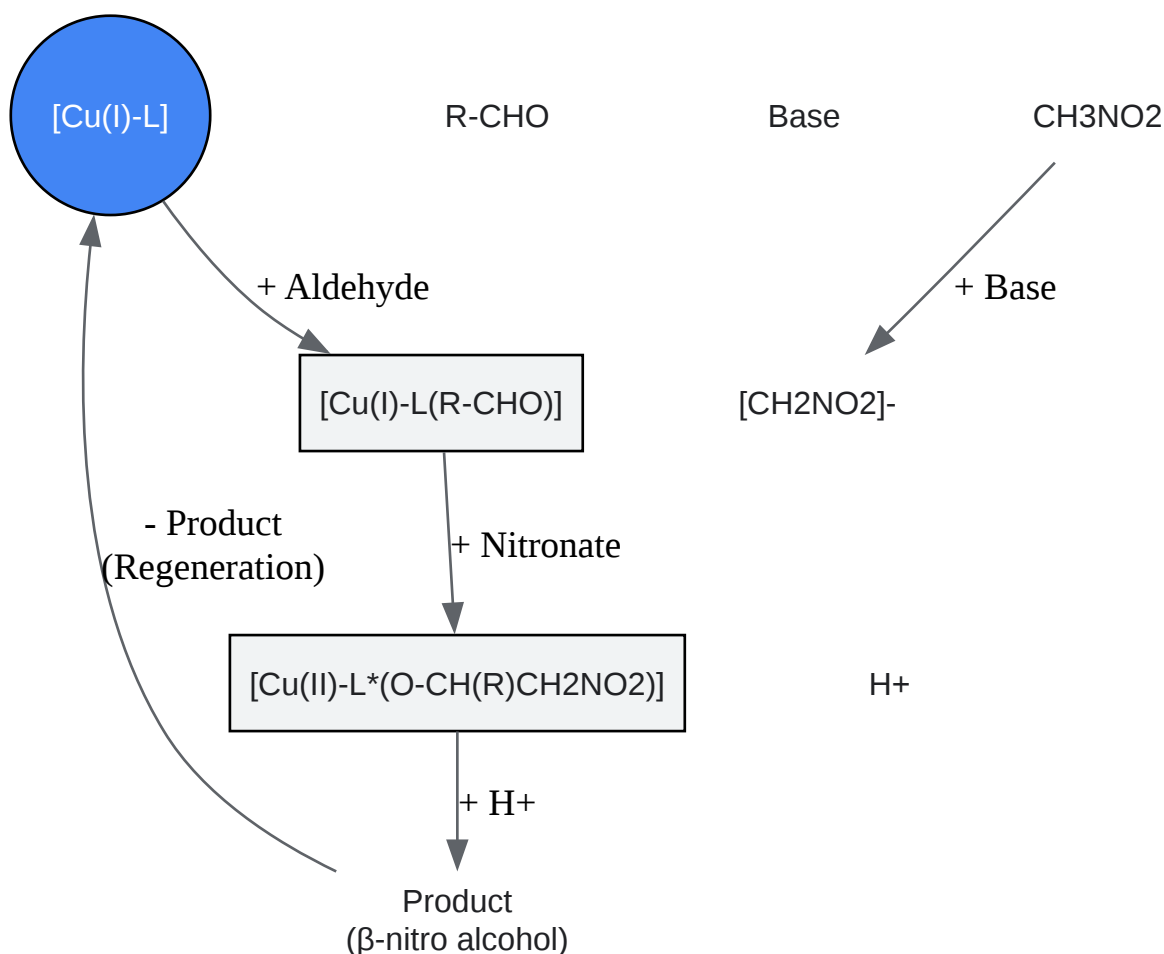 [Cu(I)-L]
R-CHO
Base
CH3NO2
+ Aldehyde
+ Base
[Cu(I)-L(R-CHO)]
[CH2NO2]-
- Product
(Regeneration)
+ Nitronate
[Cu(II)-L*(O-CH(R)CH2NO2)]
H+
+ H+
Product
(β-nitro alcohol)